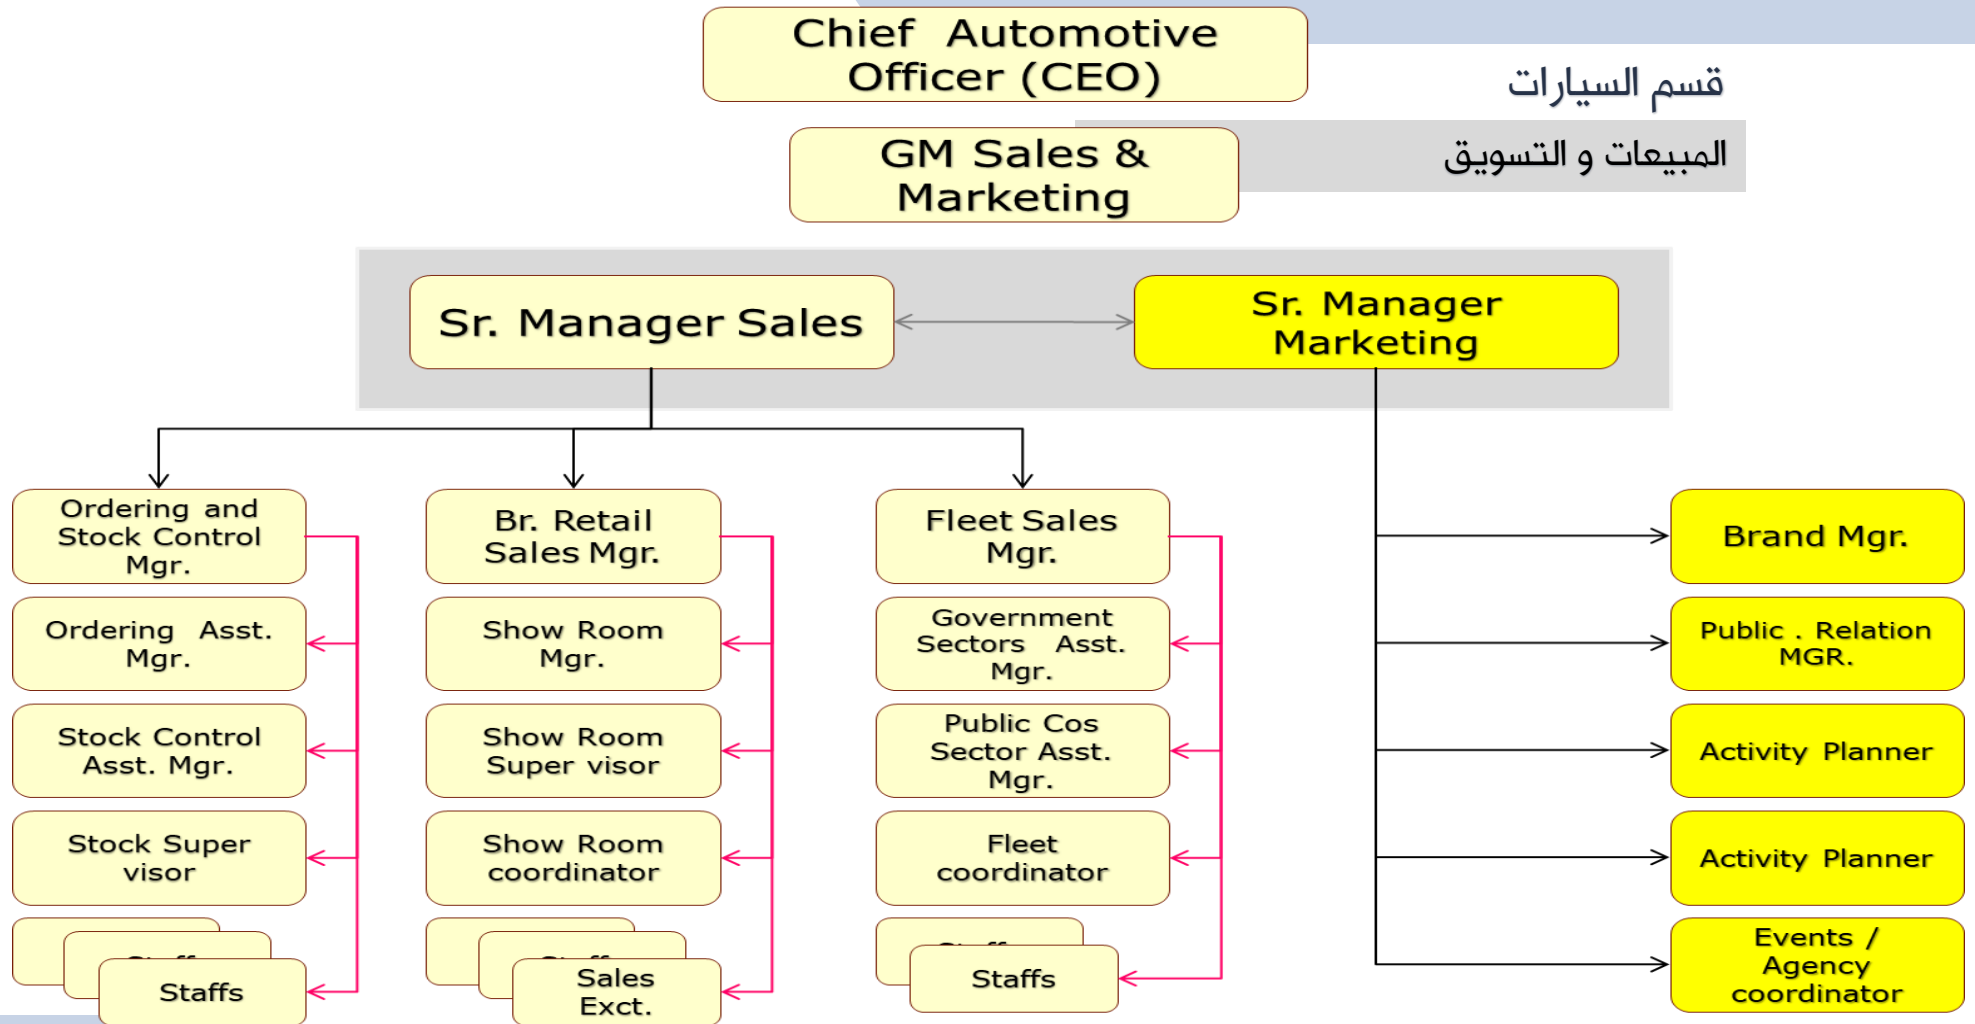 Chief Automotive
Officer (CEO)
قسم السيارات
GM Sales &
Marketing
المبيعات و التسويق
Sr. Manager Sales
Sr. Manager
Marketing
Ordering and
Stock Control
Mgr.
Ordering Asst.
Mgr.
Stock Control
Asst. Mgr.
Stock Super
visor
Staffs
Br. Retail
Sales Mgr.
Show Room
Mgr.
Show Room
Super visor
Show Room
coordinator
Sales
Exct.
Fleet Sales
Mgr.
Government
Sectors Asst.
Mgr.
Public Cos
Sector Asst.
Mgr.
Fleet
coordinator
Staffs
Brand Mgr.
Public . Relation
MGR.
Activity Planner
Activity Planner
Events /
Agency
coordinator